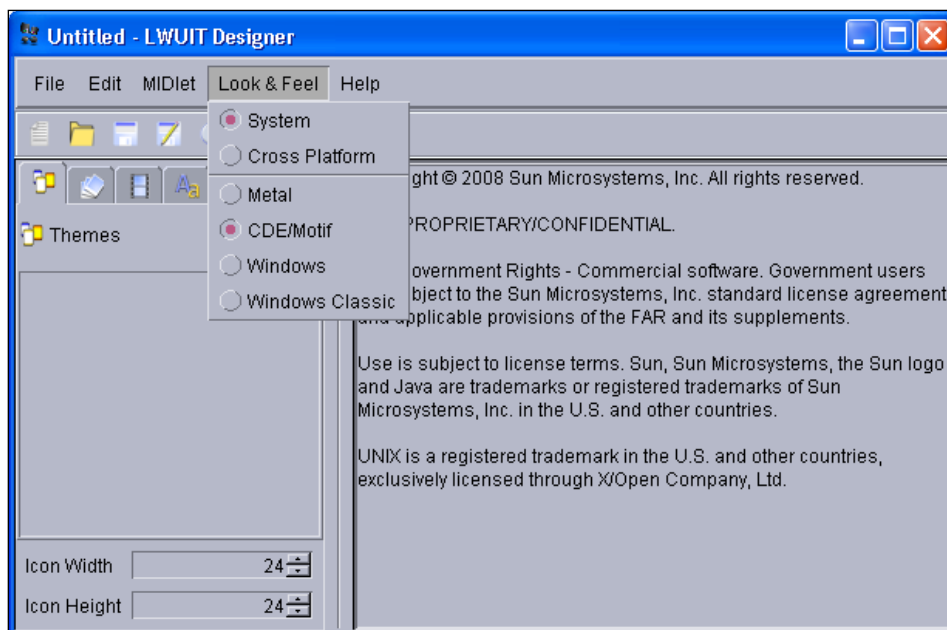 Untitled - LWUIT Designer
File Edit MIDlet Look & Feel Help
System
Cross Platform
Metal
CDE/Motif
Windows
Windows Classic
Themes
Icon Width 24
Icon Height 24
ght © 2008 Sun Microsystems, Inc. All rights reserved.
PROPRIETARY/CONFIDENTIAL.
overnment Rights - Commercial software. Government users
bject to the Sun Microsystems, Inc. standard license agreement
and applicable provisions of the FAR and its supplements.
Use is subject to license terms. Sun, Sun Microsystems, the Sun logo
and Java are trademarks or registered trademarks of Sun
Microsystems, Inc. in the U.S. and other countries.
UNIX is a registered trademark in the U.S. and other countries,
exclusively licensed through X/Open Company, Ltd.